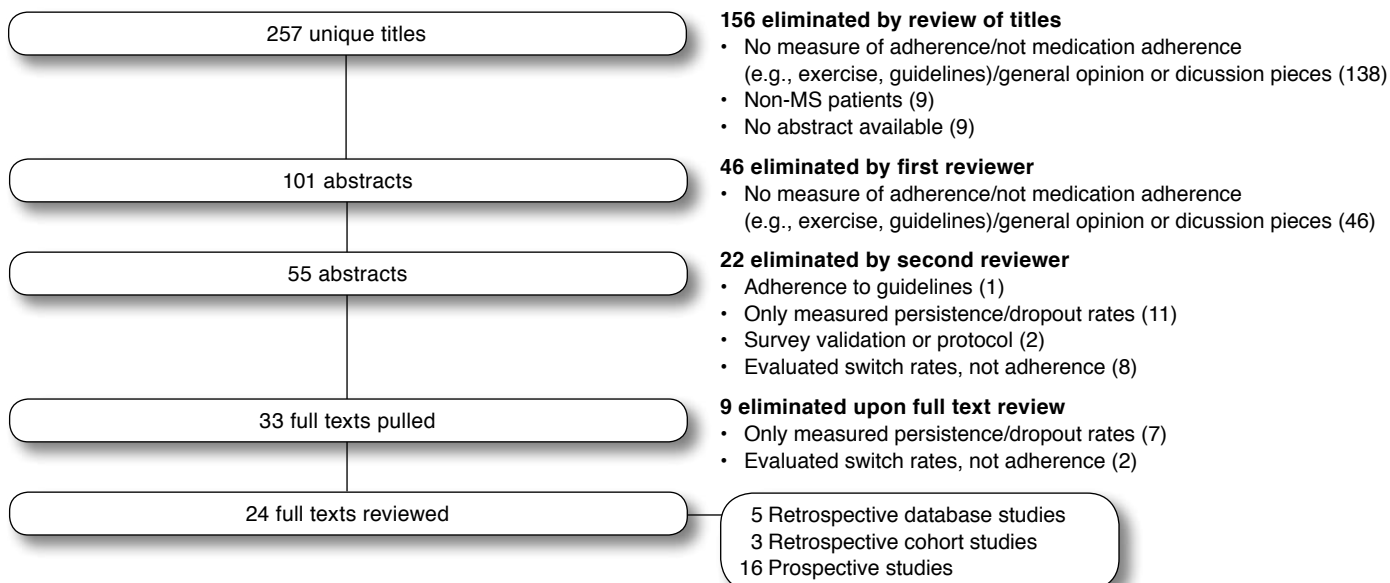 257 unique titles
156 eliminated by review of titles
• No measure of adherence/not medication adherence
(e.g., exercise, guidelines)/general opinion or dicussion pieces (138)
• Non-MS patients (9)
• No abstract available (9)
101 abstracts
46 eliminated by first reviewer
• No measure of adherence/not medication adherence
(e.g., exercise, guidelines)/general opinion or dicussion pieces (46)
55 abstracts
22 eliminated by second reviewer
• Adherence to guidelines (1)
• Only measured persistence/dropout rates (11)
• Survey validation or protocol (2)
• Evaluated switch rates, not adherence (8)
33 full texts pulled
9 eliminated upon full text review
• Only measured persistence/dropout rates (7)
• Evaluated switch rates, not adherence (2)
24 full texts reviewed
5 Retrospective database studies
3 Retrospective cohort studies
16 Prospective studies